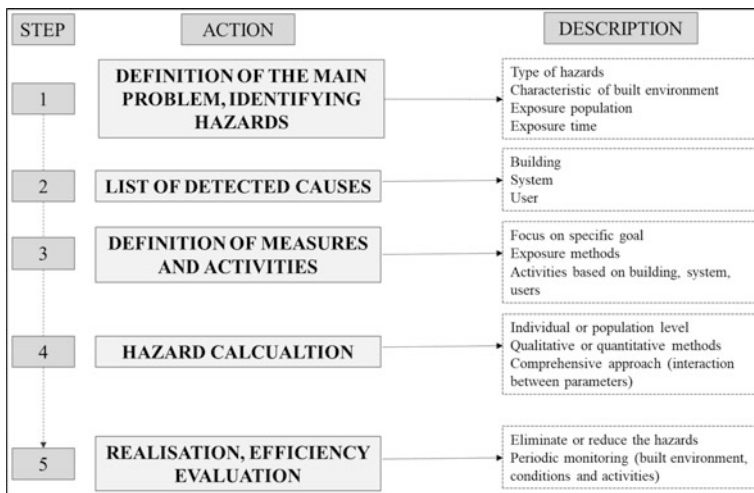 STEP ACTION DESCRIPTION
1
DEFINITION OF THE MAIN
PROBLEM, IDENTIFYING
HAZARDS
Type of hazards
Characteristic of built environment
Exposure population
Exposure time
2
LIST OF DETECTED CAUSES
Building
System
User
3
DEFINITION OF MEASURES
AND ACTIVITIES
Focus on specific goal
Exposure methods
Activities based on building, system,
users
4
HAZARD CALCUALTION
Individual or population level
Qualitative or quantitative methods
Comprehensive approach (interaction
between parameters)
5
REALISATION, EFFICIENCY
EVALUATION
Eliminate or reduce the hazards
Periodic monitoring (built environment,
conditions and activities)